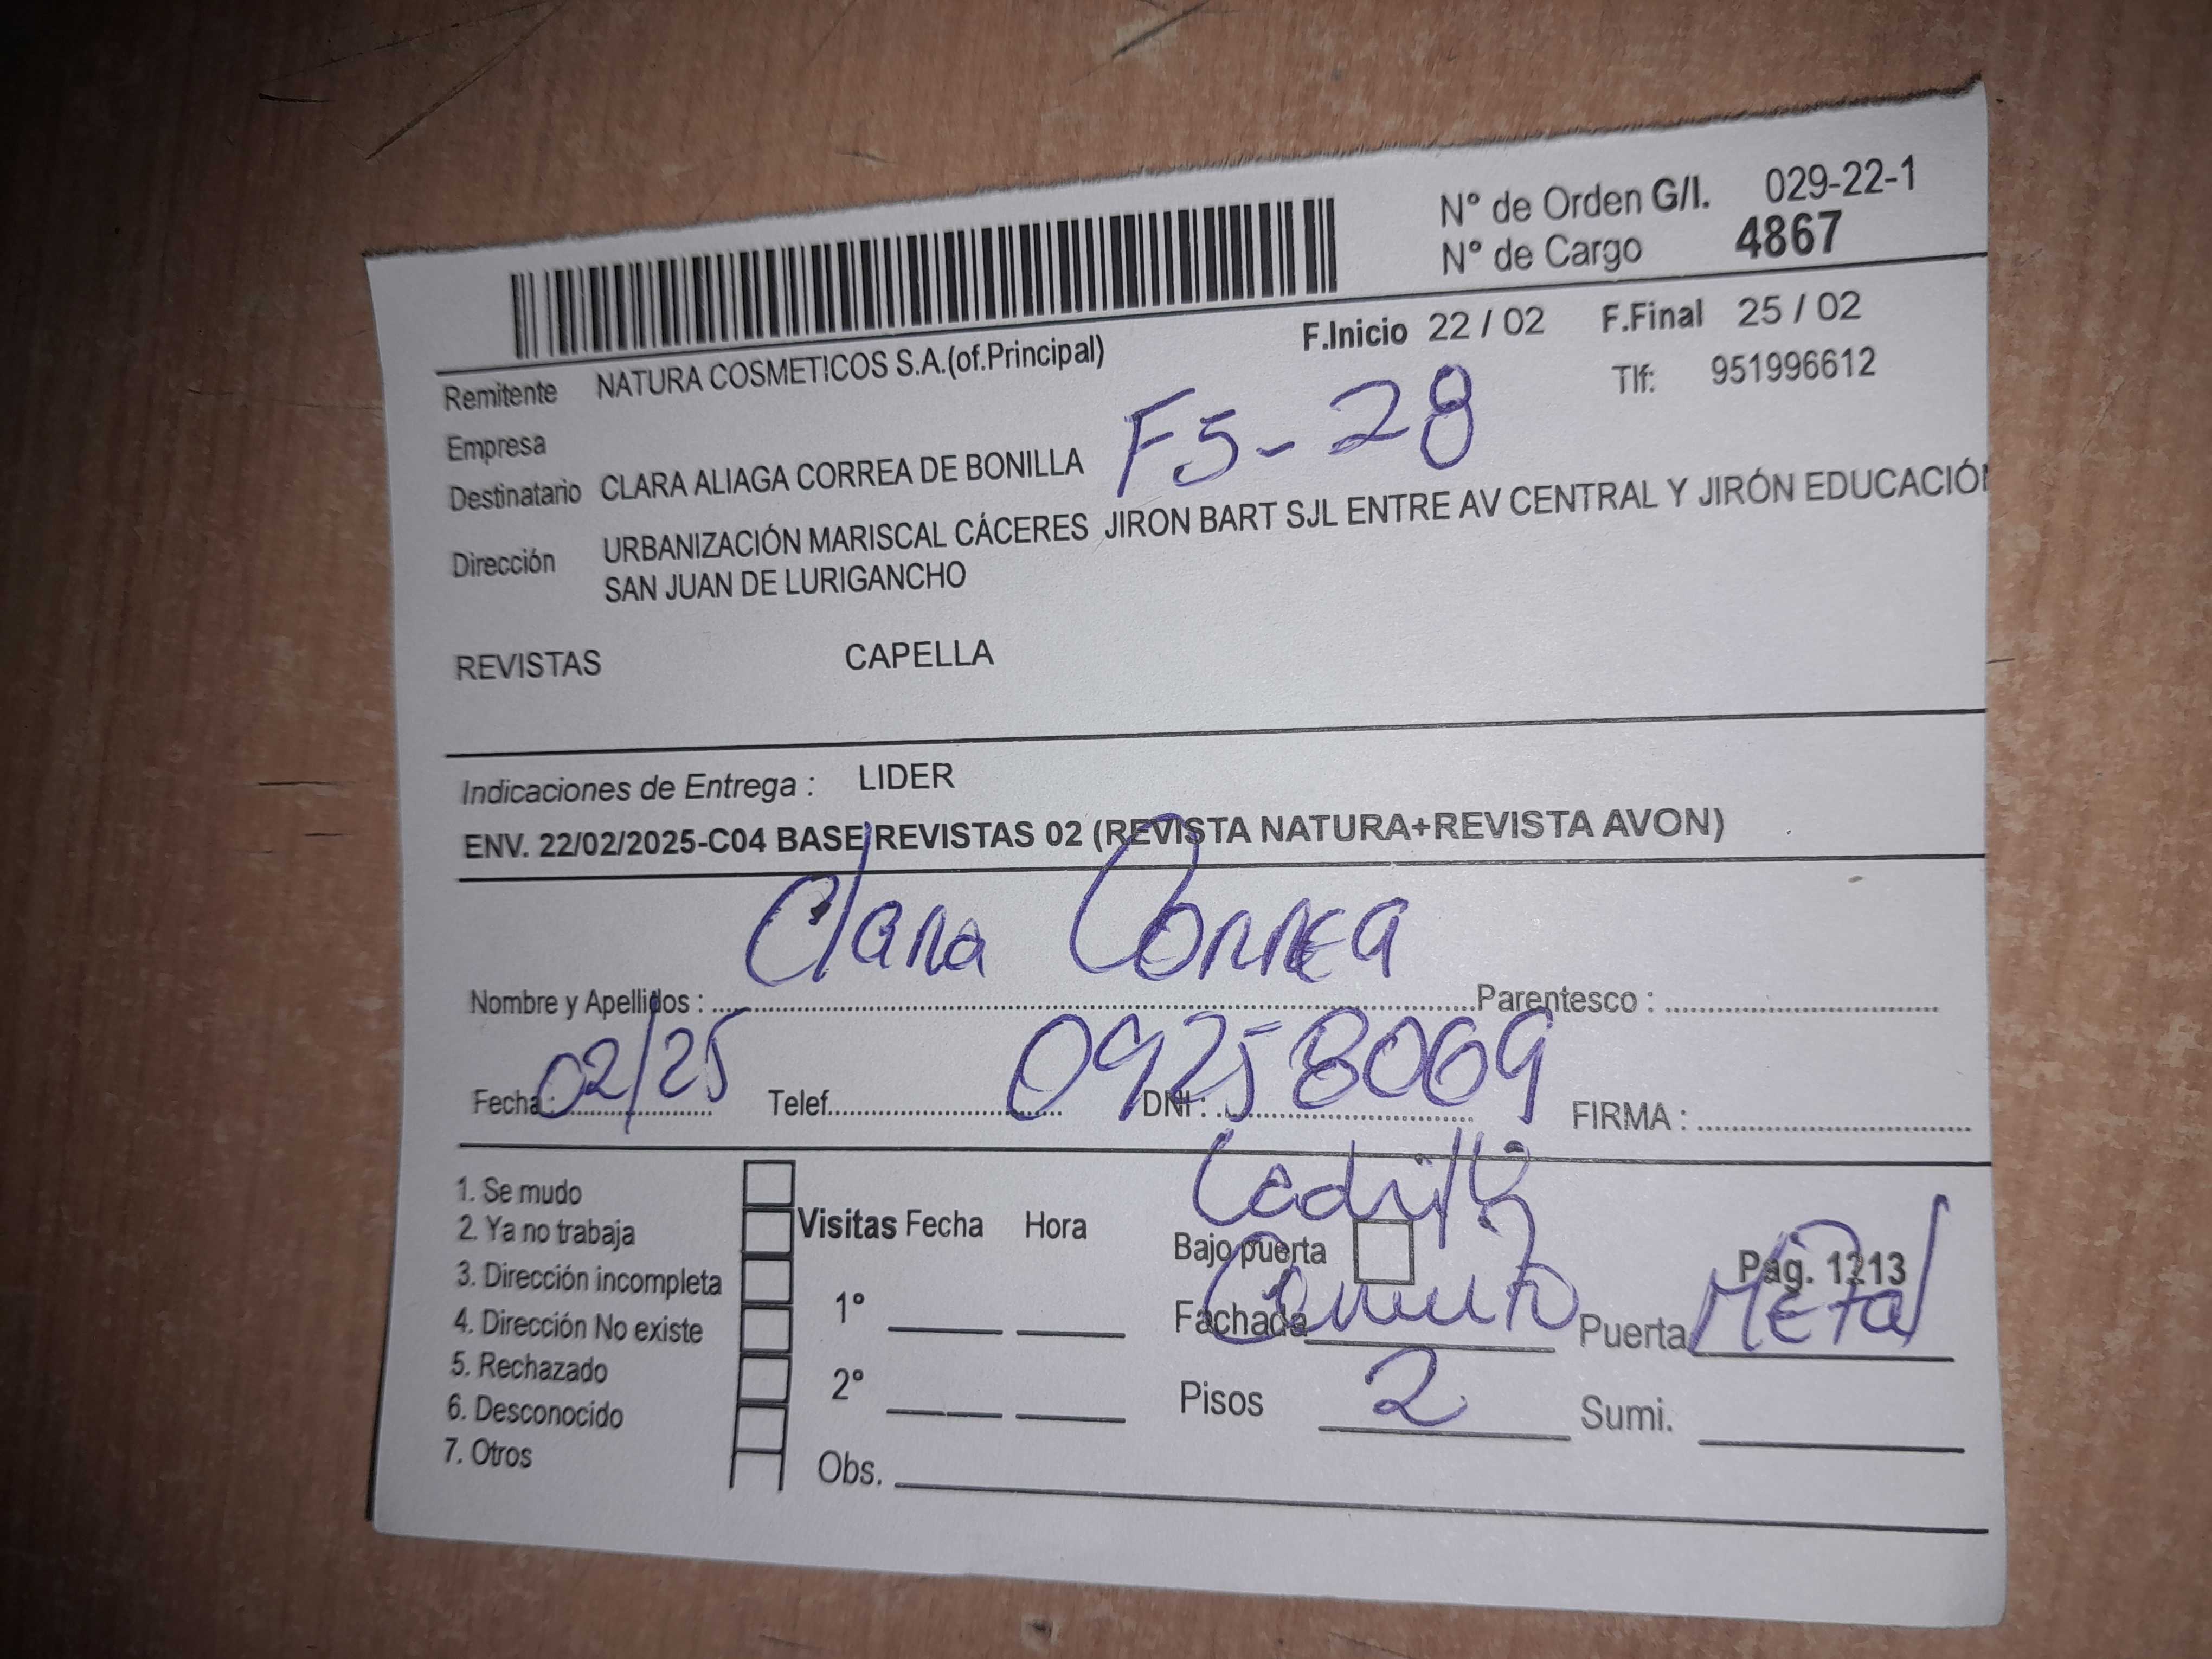 N° de Orden G/I. 029-22-1
N° de Cargo 4867
F.Inicio 22 / 02 F.Final 25 / 02
Remitente NATURA COSMETICOS S.A.(of.Principal)
Tlf: 951996612
Empresa
F5-28
Destinatario CLARA ALIAGA CORREA DE BONILLA
Dirección URBANIZACIÓN MARISCAL CÁCERES JIRON BART SJL ENTRE AV CENTRAL Y JIRÓN EDUCACIÓN
SAN JUAN DE LURIGANCHO
REVISTAS CAPELLA
Indicaciones de Entrega : LIDER
ENV. 22/02/2025-C04 BASE REVISTAS 02 (REVISTA NATURA+REVISTA AVON)
Clara Correa
Nombre y Apellidos : Parentesco :
Fecha : 02/25 Telef. DNI : 09258069 FIRMA :
1. Se mudo
2. Ya no trabaja
3. Dirección incompleta
4. Dirección No existe
5. Rechazado
6. Desconocido
7. Otros
Visitas Fecha Hora
1°
2°
Obs.
Bajo puerta
Pág. 1213
Fachada Puerta Metal
Pisos 2 Sumi.